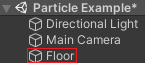 Particle Example*
Directional Light
Main Camera
Floor